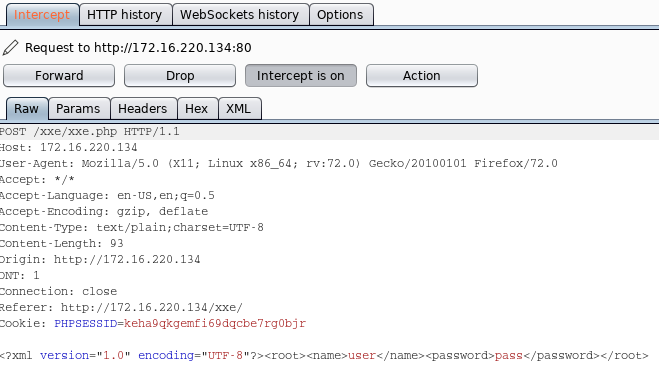 Intercept HTTP history WebSockets history Options
Request to http://172.16.220.134:80
Forward Drop Intercept is on Action
Raw Params Headers Hex XML
POST /xxe/xxe.php HTTP/1.1
Host: 172.16.220.134
User-Agent: Mozilla/5.0 (X11; Linux x86_64; rv:72.0) Gecko/20100101 Firefox/72.0
Accept: */*
Accept-Language: en-US,en;q=0.5
Accept-Encoding: gzip, deflate
Content-Type: text/plain;charset=UTF-8
Content-Length: 93
Origin: http://172.16.220.134
DNT: 1
Connection: close
Referer: http://172.16.220.134/xxe/
Cookie: PHPSESSID=keha9qkgemfi69dqcbe7rg0bjr
<?xml version="1.0" encoding="UTF-8"?><root><name>user</name><password>pass</password></root>